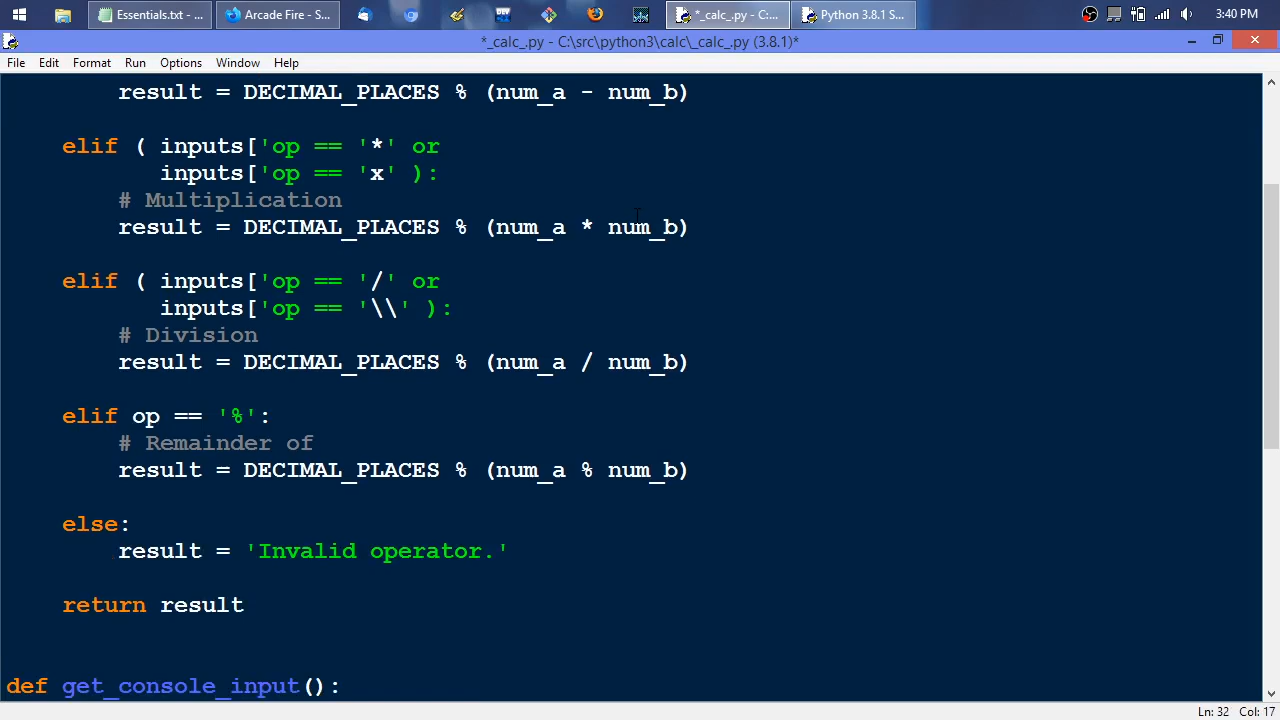 Essentials.txt - ...
Arcade Fire - S...
*_calc_.py - C:...
Python 3.8.1 S...
3:40 PM
*_calc_.py - C:\src\python3\calc\_calc_.py (3.8.1)*
File Edit Format Run Options Window Help
result = DECIMAL_PLACES % (num_a - num_b)
elif ( inputs['op == '*' or
inputs['op == 'x' ):
# Multiplication
result = DECIMAL_PLACES % (num_a * num_b)
elif ( inputs['op == '/' or
inputs['op == '\\' ):
# Division
result = DECIMAL_PLACES % (num_a / num_b)
elif op == '%':
# Remainder of
result = DECIMAL_PLACES % (num_a % num_b)
else:
result = 'Invalid operator.'
return result
def get_console_input():
Ln: 32 Col: 17